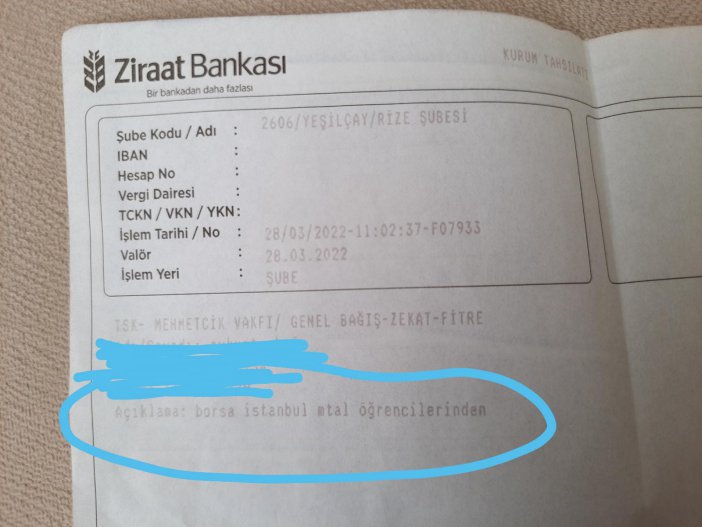 Ziraat Bankası
Bir bankadan daha fazlası
KURUM TAHSİLATI
Şube Kodu / Adı : 2606/YEŞİLÇAY/RİZE ŞUBESİ
IBAN :
Hesap No :
Vergi Dairesi :
TCKN / VKN / YKN:
İşlem Tarihi / No : 28/03/2022-11:02:37-F07933
Valör : 28.03.2022
İşlem Yeri : ŞUBE
TSK- MEHMETCİK VAKFI/ GENEL BAĞIŞ-ZEKAT-FİTRE
Açıklama: borsa istanbul mtal öğrencilerinden